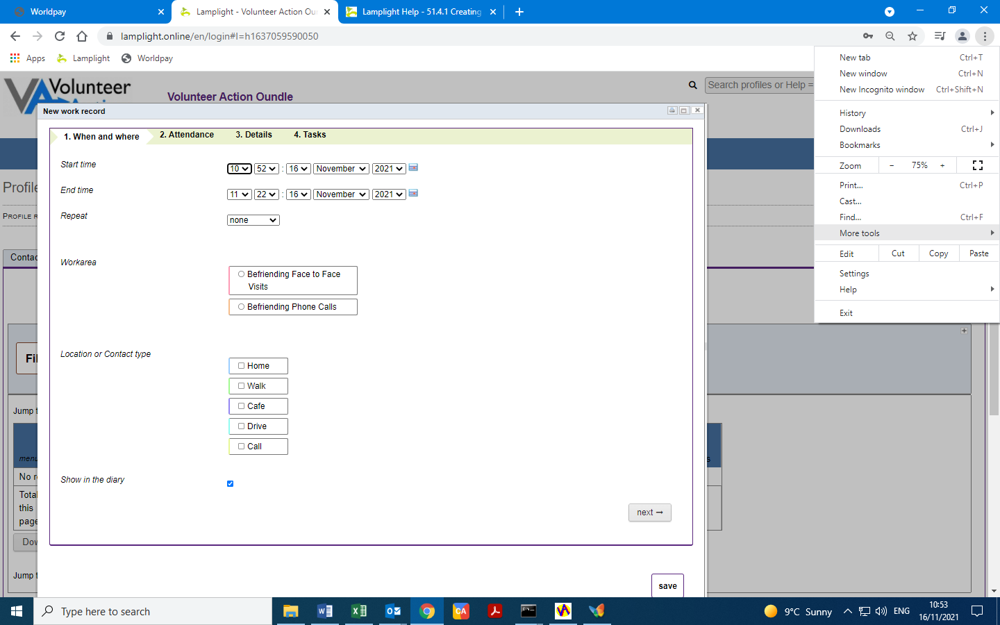 Worldpay
Lamplight - Volunteer Action Ou
Lamplight Help - 51.4.1 Creating
lamplight.online/en/login#l=h1637059590050
Apps
Lamplight
Worldpay
New tab Ctrl+T
New window Ctrl+N
New Incognito window Ctrl+Shift+N
History
Downloads Ctrl+J
Bookmarks
Zoom − 75% +
Print... Ctrl+P
Cast...
Find... Ctrl+F
More tools
Edit Cut Copy Paste
Settings
Help
Exit
Volunteer
Volunteer Action Oundle
Search profiles or Help =
New work record
1. When and where 2. Attendance 3. Details 4. Tasks
Start time 10 52 : 16 November 2021
End time 11 22 : 16 November 2021
Repeat none
Workarea
Befriending Face to Face
Visits
Befriending Phone Calls
Location or Contact type
Home
Walk
Cafe
Drive
Call
Show in the diary
next →
save
Profile
PROFILE R
Contac
Fil
Jump t
menu
s
No r
Total
this
page
Dow
Jump t
Type here to search
9°C Sunny
ENG
10:53
16/11/2021